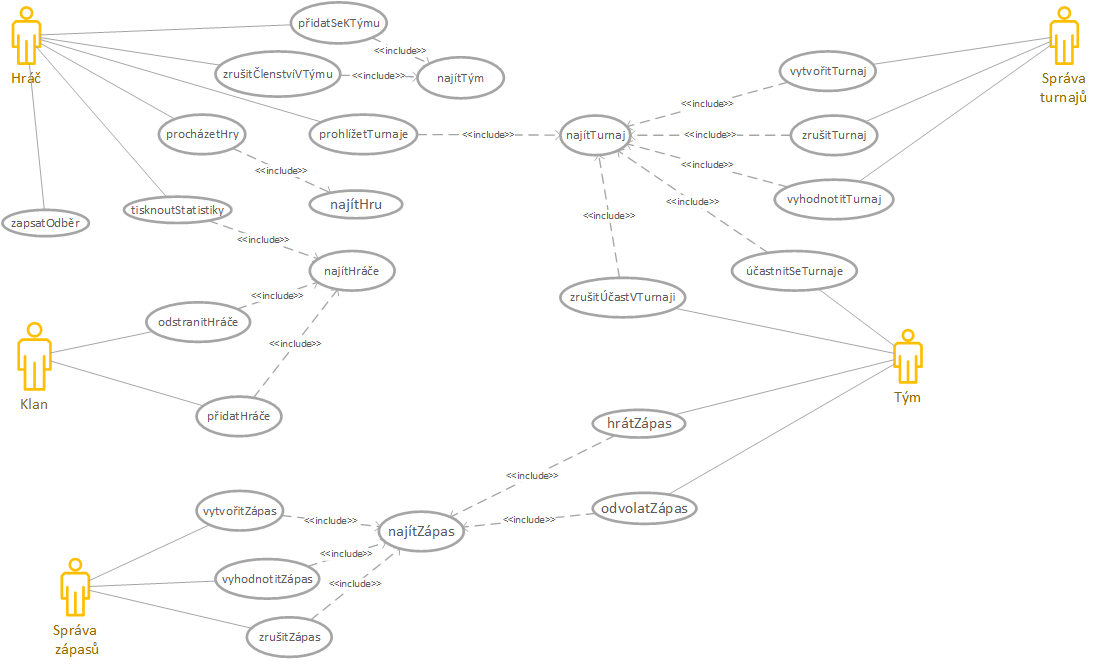 Hráč
přidatSeKTýmu
<<include>>
zrušitČlenstvíVTýmu
<<include>>
najítTým
procházetHry
prohlížetTurnaje
<<include>>
<<include>>
najítHru
tisknoutStatistiky
zapsatOdběr
<<include>>
najítHráče
<<include>>
odstranitHráče
<<include>>
Klan
přidatHráče
Správa
turnajů
vytvořitTurnaj
<<include>>
najítTurnaj
<<include>>
zrušitTurnaj
<<include>>
vyhodnotitTurnaj
<<include>>
<<include>>
účastnitSeTurnaje
zrušitÚčastVTurnaji
Tým
hrátZápas
<<include>>
odvolatZápas
<<include>>
vytvořitZápas
<<include>>
najítZápas
<<include>>
vyhodnotitZápas
<<include>>
Správa
zápasů
zrušitZápas